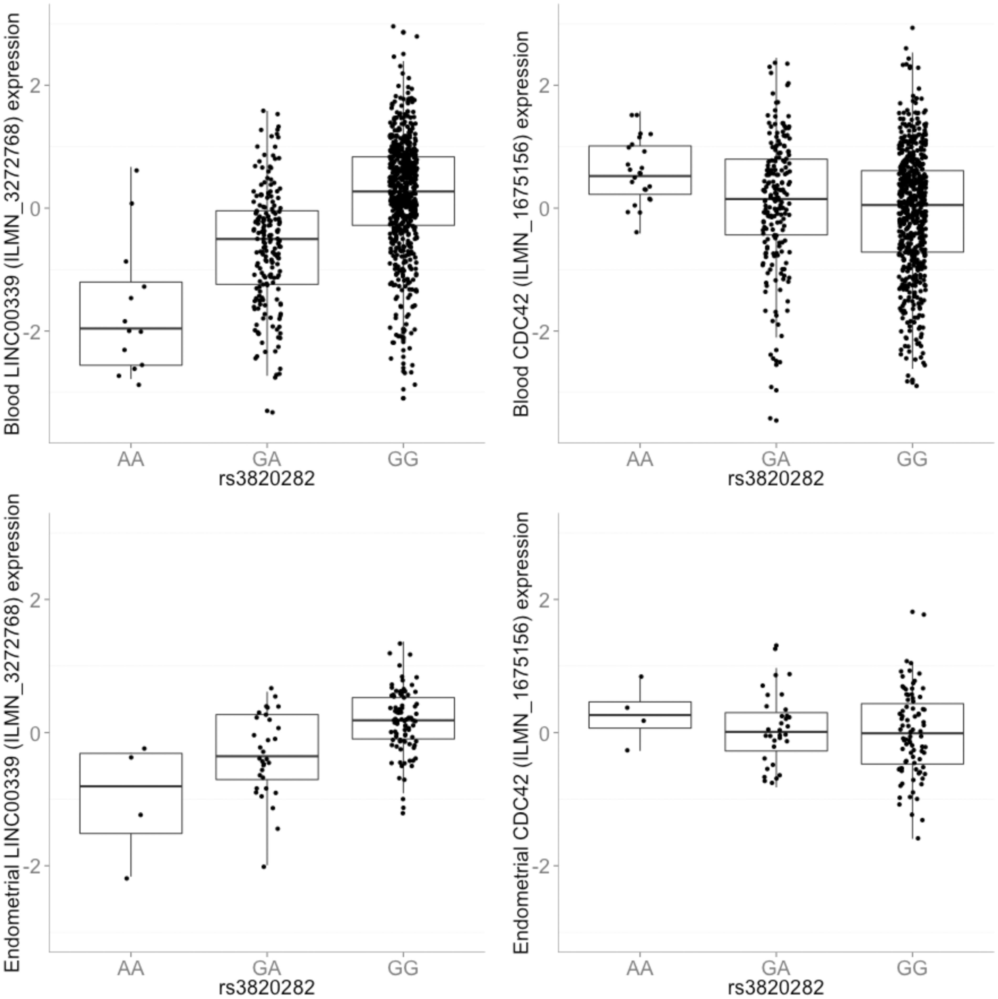 Blood LINC00339 (ILMN_3272768) expression
2
0
-2
AA GA GG
rs3820282
Blood CDC42 (ILMN_1675156) expression
2
0
-2
AA GA GG
rs3820282
Endometrial LINC00339 (ILMN_3272768) expression
2
0
-2
AA GA GG
rs3820282
Endometrial CDC42 (ILMN_1675156) expression
2
0
-2
AA GA GG
rs3820282